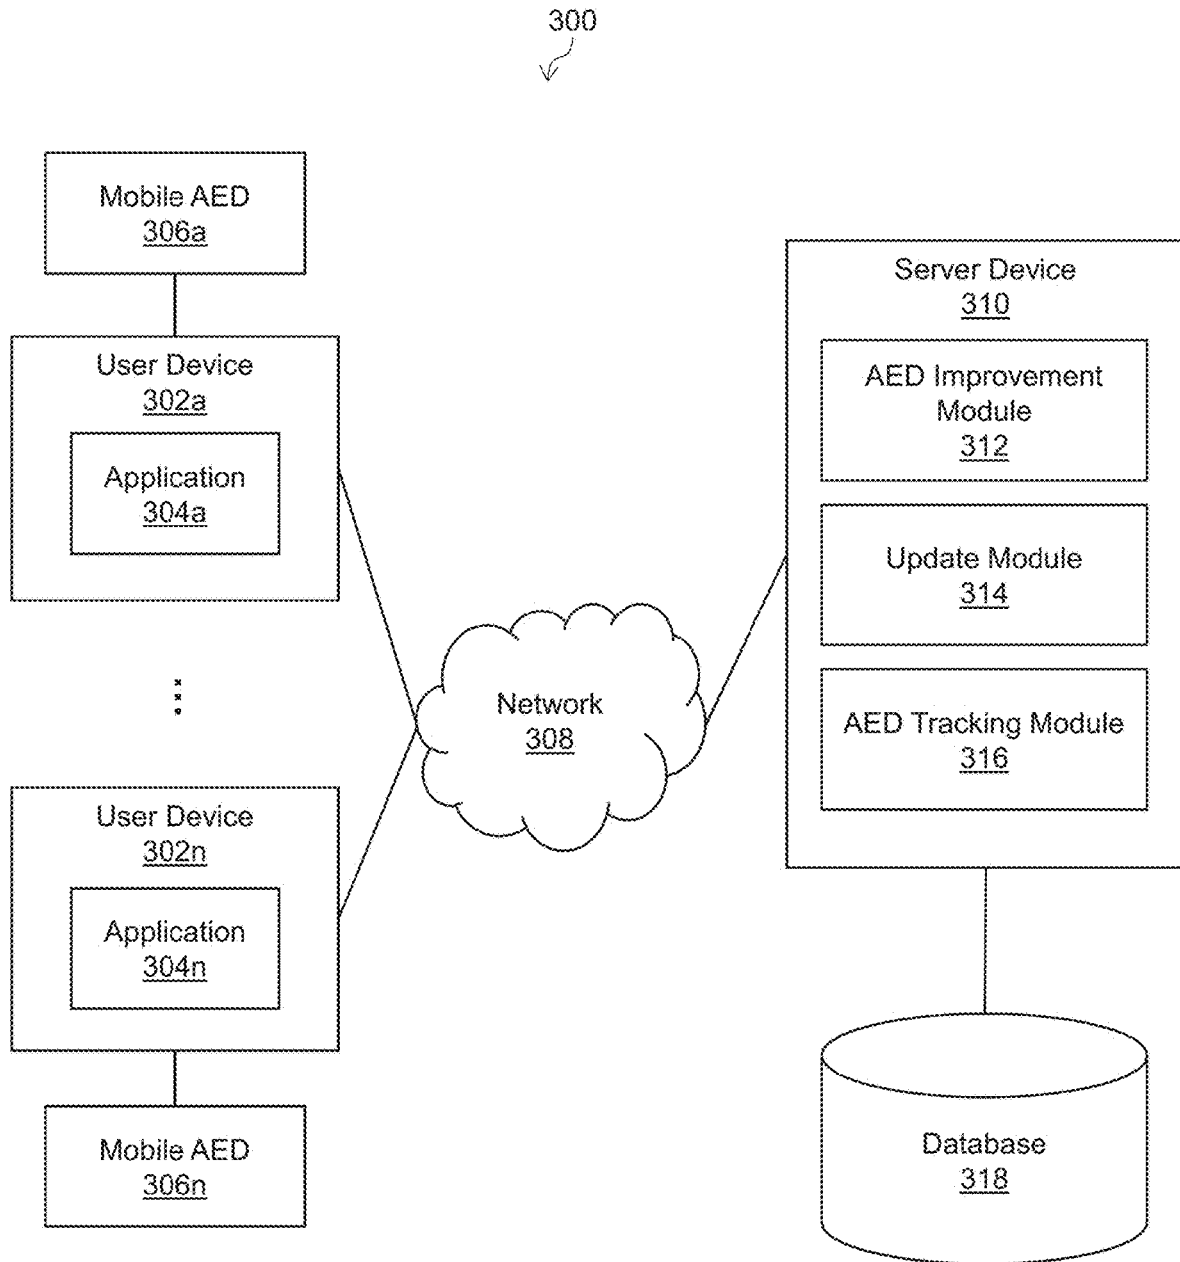 300
Mobile AED
306a
User Device
302a
Application
304a
User Device
302n
Application
304n
Mobile AED
306n
Network
308
Server Device
310
AED Improvement
Module
312
Update Module
314
AED Tracking Module
316
Database
318